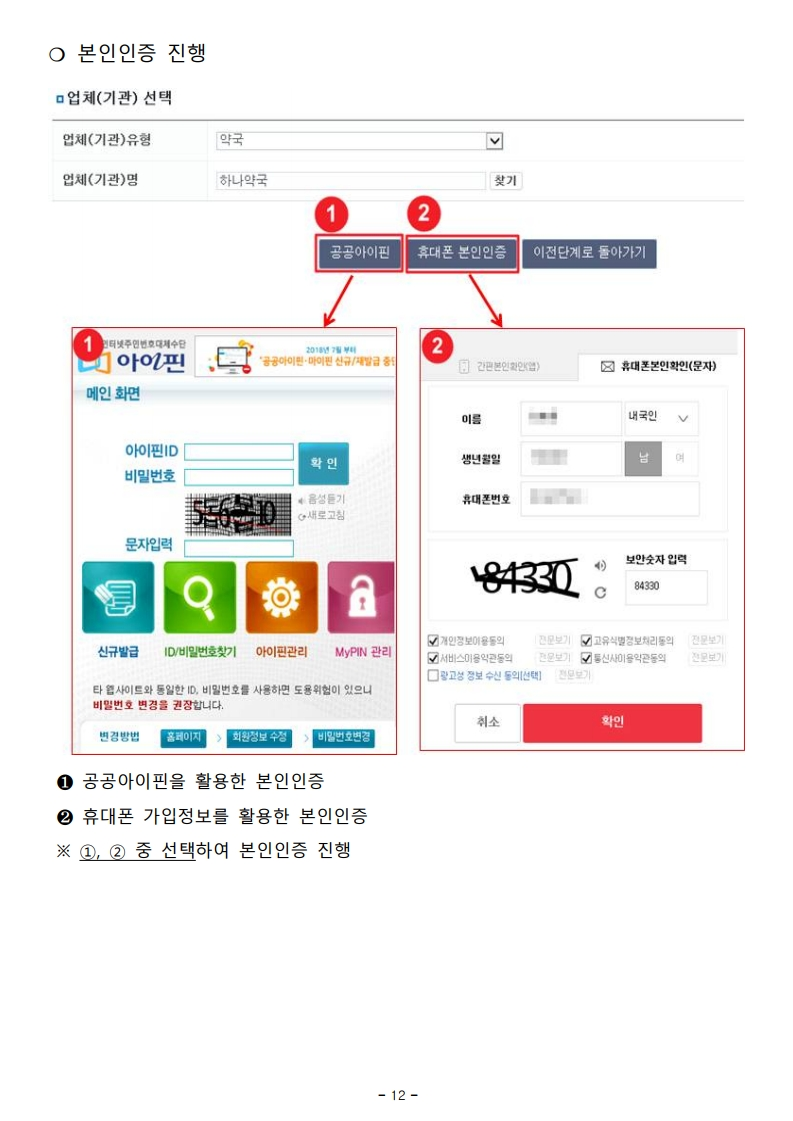 ❍ 본인인증 진행
업체(기관) 선택
업체(기관)유형 약국
업체(기관)명 하나약국 찾기
1 2
공공아이핀 휴대폰 본인인증 이전단계로 돌아가기
1
인터넷주민번호대체수단
아이핀
2018년 7월 부터
"공공아이핀·마이핀 신규/재발급 중단
메인 화면
아이핀ID
비밀번호
확 인
음성듣기
새로고침
문자입력
신규발급 ID/비밀번호찾기 아이핀관리 MyPIN 관리
타 웹사이트와 동일한 ID, 비밀번호를 사용하면 도용위험이 있으니
비밀번호 변경을 권장합니다.
변경방법 홈페이지 > 회원정보 수정 > 비밀번호변경
2
간편본인확인(앱) 휴대폰본인확인(문자)
이름 내국인
생년월일 남 여
휴대폰번호
84330
보안숫자 입력
84330
개인정보이용동의 전문보기 고유식별정보처리동의 전문보기
서비스이용약관동의 전문보기 통신사이용약관동의 전문보기
광고성 정보 수신 동의[선택] 전문보기
취소 확인
❶ 공공아이핀을 활용한 본인인증
❷ 휴대폰 가입정보를 활용한 본인인증
※ ①, ② 중 선택하여 본인인증 진행
- 12 -